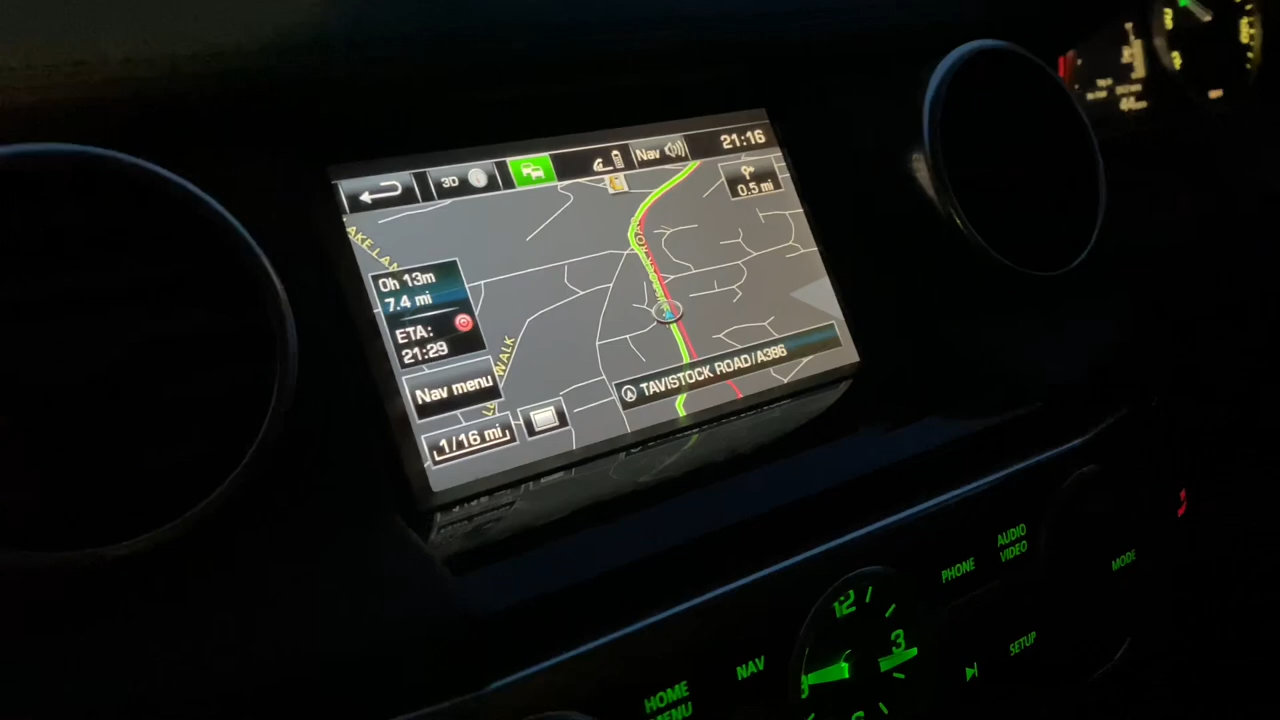 3D
Nav
21:16
0.5 mi
0h 13m
7.4 mi
ETA:
21:29
Nav menu
1/16 mi
TAVISTOCK ROAD/A386
WALK
AUDIO
VIDEO
PHONE
MODE
12
3
SETUP
NAV
HOME
MENU